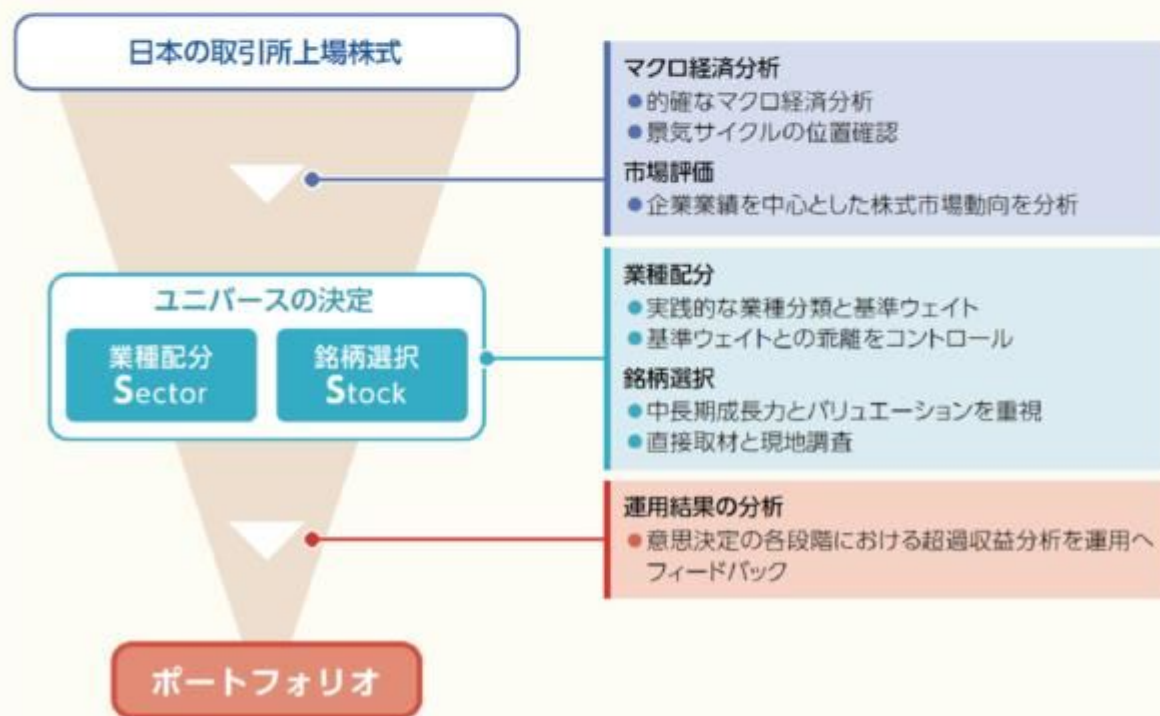 日本の取引所上場株式
マクロ経済分析
●的確なマクロ経済分析
●景気サイクルの位置確認
市場評価
●企業業績を中心とした株式市場動向を分析
ユニバースの決定
業種配分
Sector
銘柄選択
Stock
業種配分
●実践的な業種分類と基準ウェイト
●基準ウェイトとの乖離をコントロール
銘柄選択
●中長期成長力とバリュエーションを重視
●直接取材と現地調査
運用結果の分析
●意思決定の各段階における超過収益分析を運用へ
フィードバック
ポートフォリオ